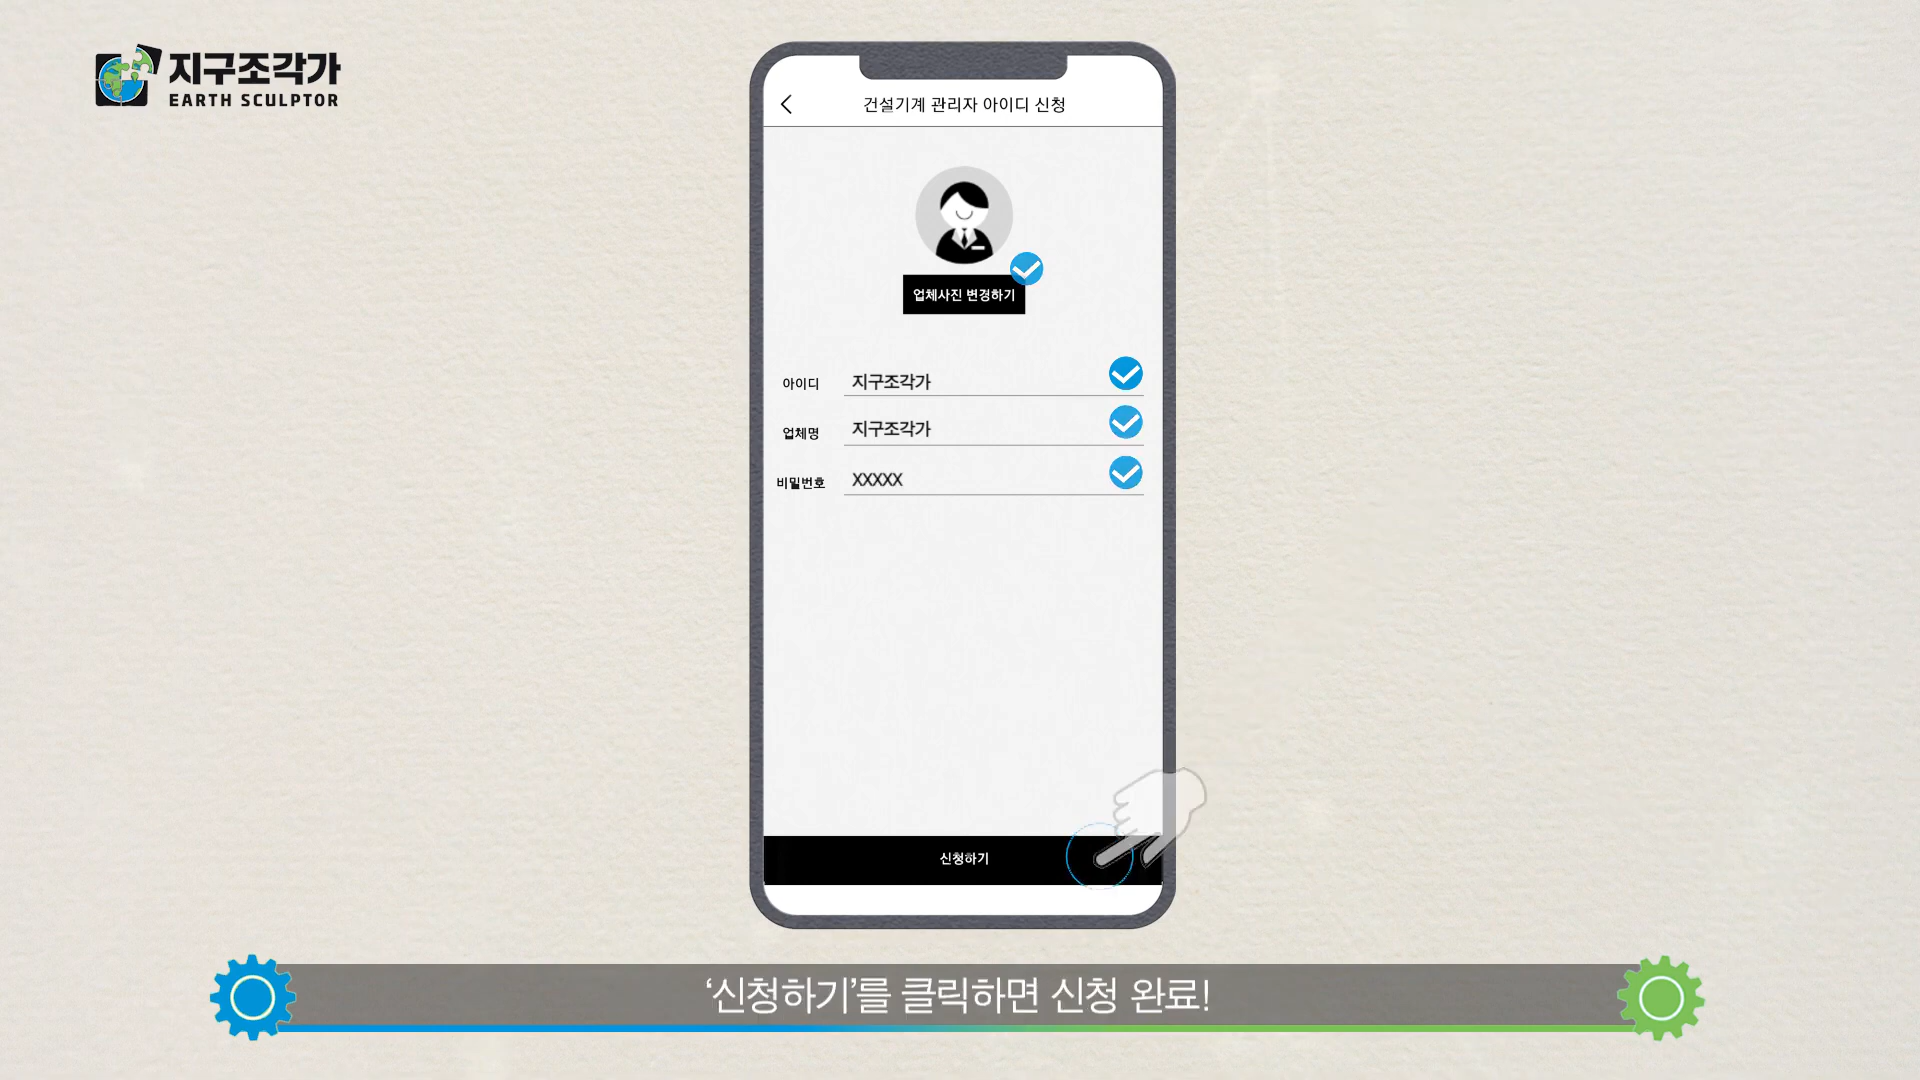 지구조각가
EARTH SCULPTOR
건설기계 관리자 아이디 신청
업체사진 변경하기
아이디 지구조각가
업체명 지구조각가
비밀번호 XXXXX
신청하기
‘신청하기’를 클릭하면 신청 완료!